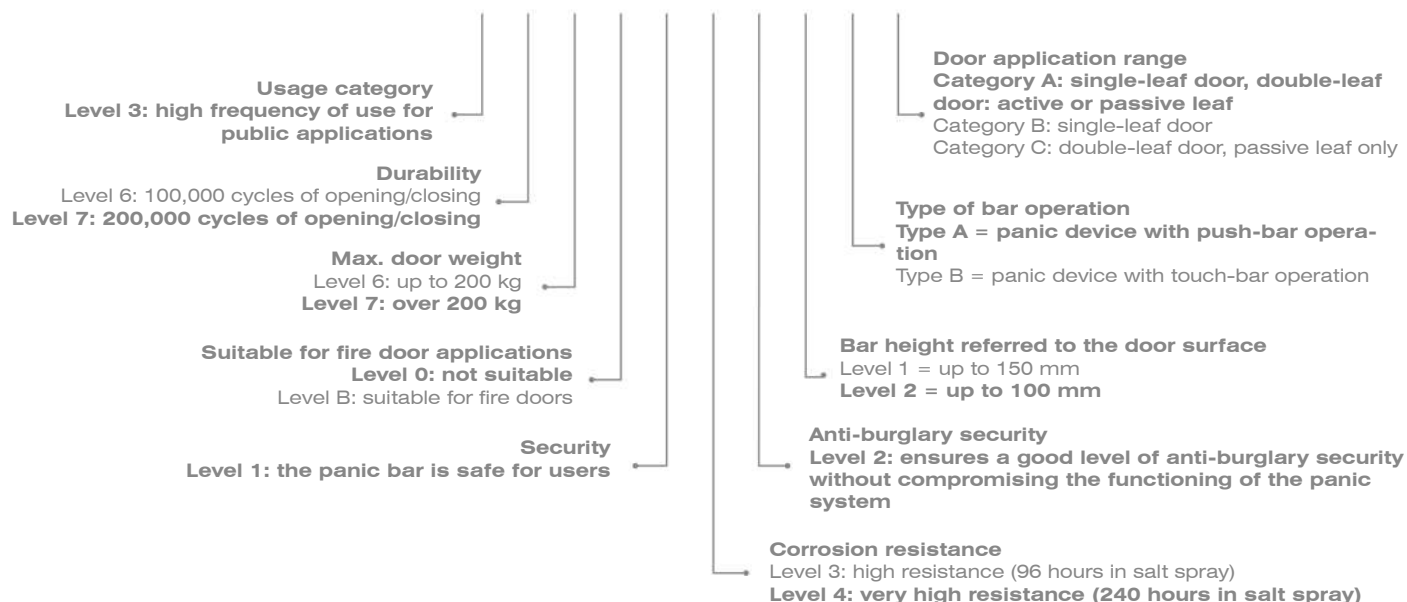 Usage category
Level 3: high frequency of use for
public applications
Durability
Level 6: 100,000 cycles of opening/closing
Level 7: 200,000 cycles of opening/closing
Max. door weight
Level 6: up to 200 kg
Level 7: over 200 kg
Suitable for fire door applications
Level 0: not suitable
Level B: suitable for fire doors
Security
Level 1: the panic bar is safe for users
Door application range
Category A: single-leaf door, double-leaf
door: active or passive leaf
Category B: single-leaf door
Category C: double-leaf door, passive leaf only
Type of bar operation
Type A = panic device with push-bar opera-
tion
Type B = panic device with touch-bar operation
Bar height referred to the door surface
Level 1 = up to 150 mm
Level 2 = up to 100 mm
Anti-burglary security
Level 2: ensures a good level of anti-burglary security
without compromising the functioning of the panic
system
Corrosion resistance
Level 3: high resistance (96 hours in salt spray)
Level 4: very high resistance (240 hours in salt spray)